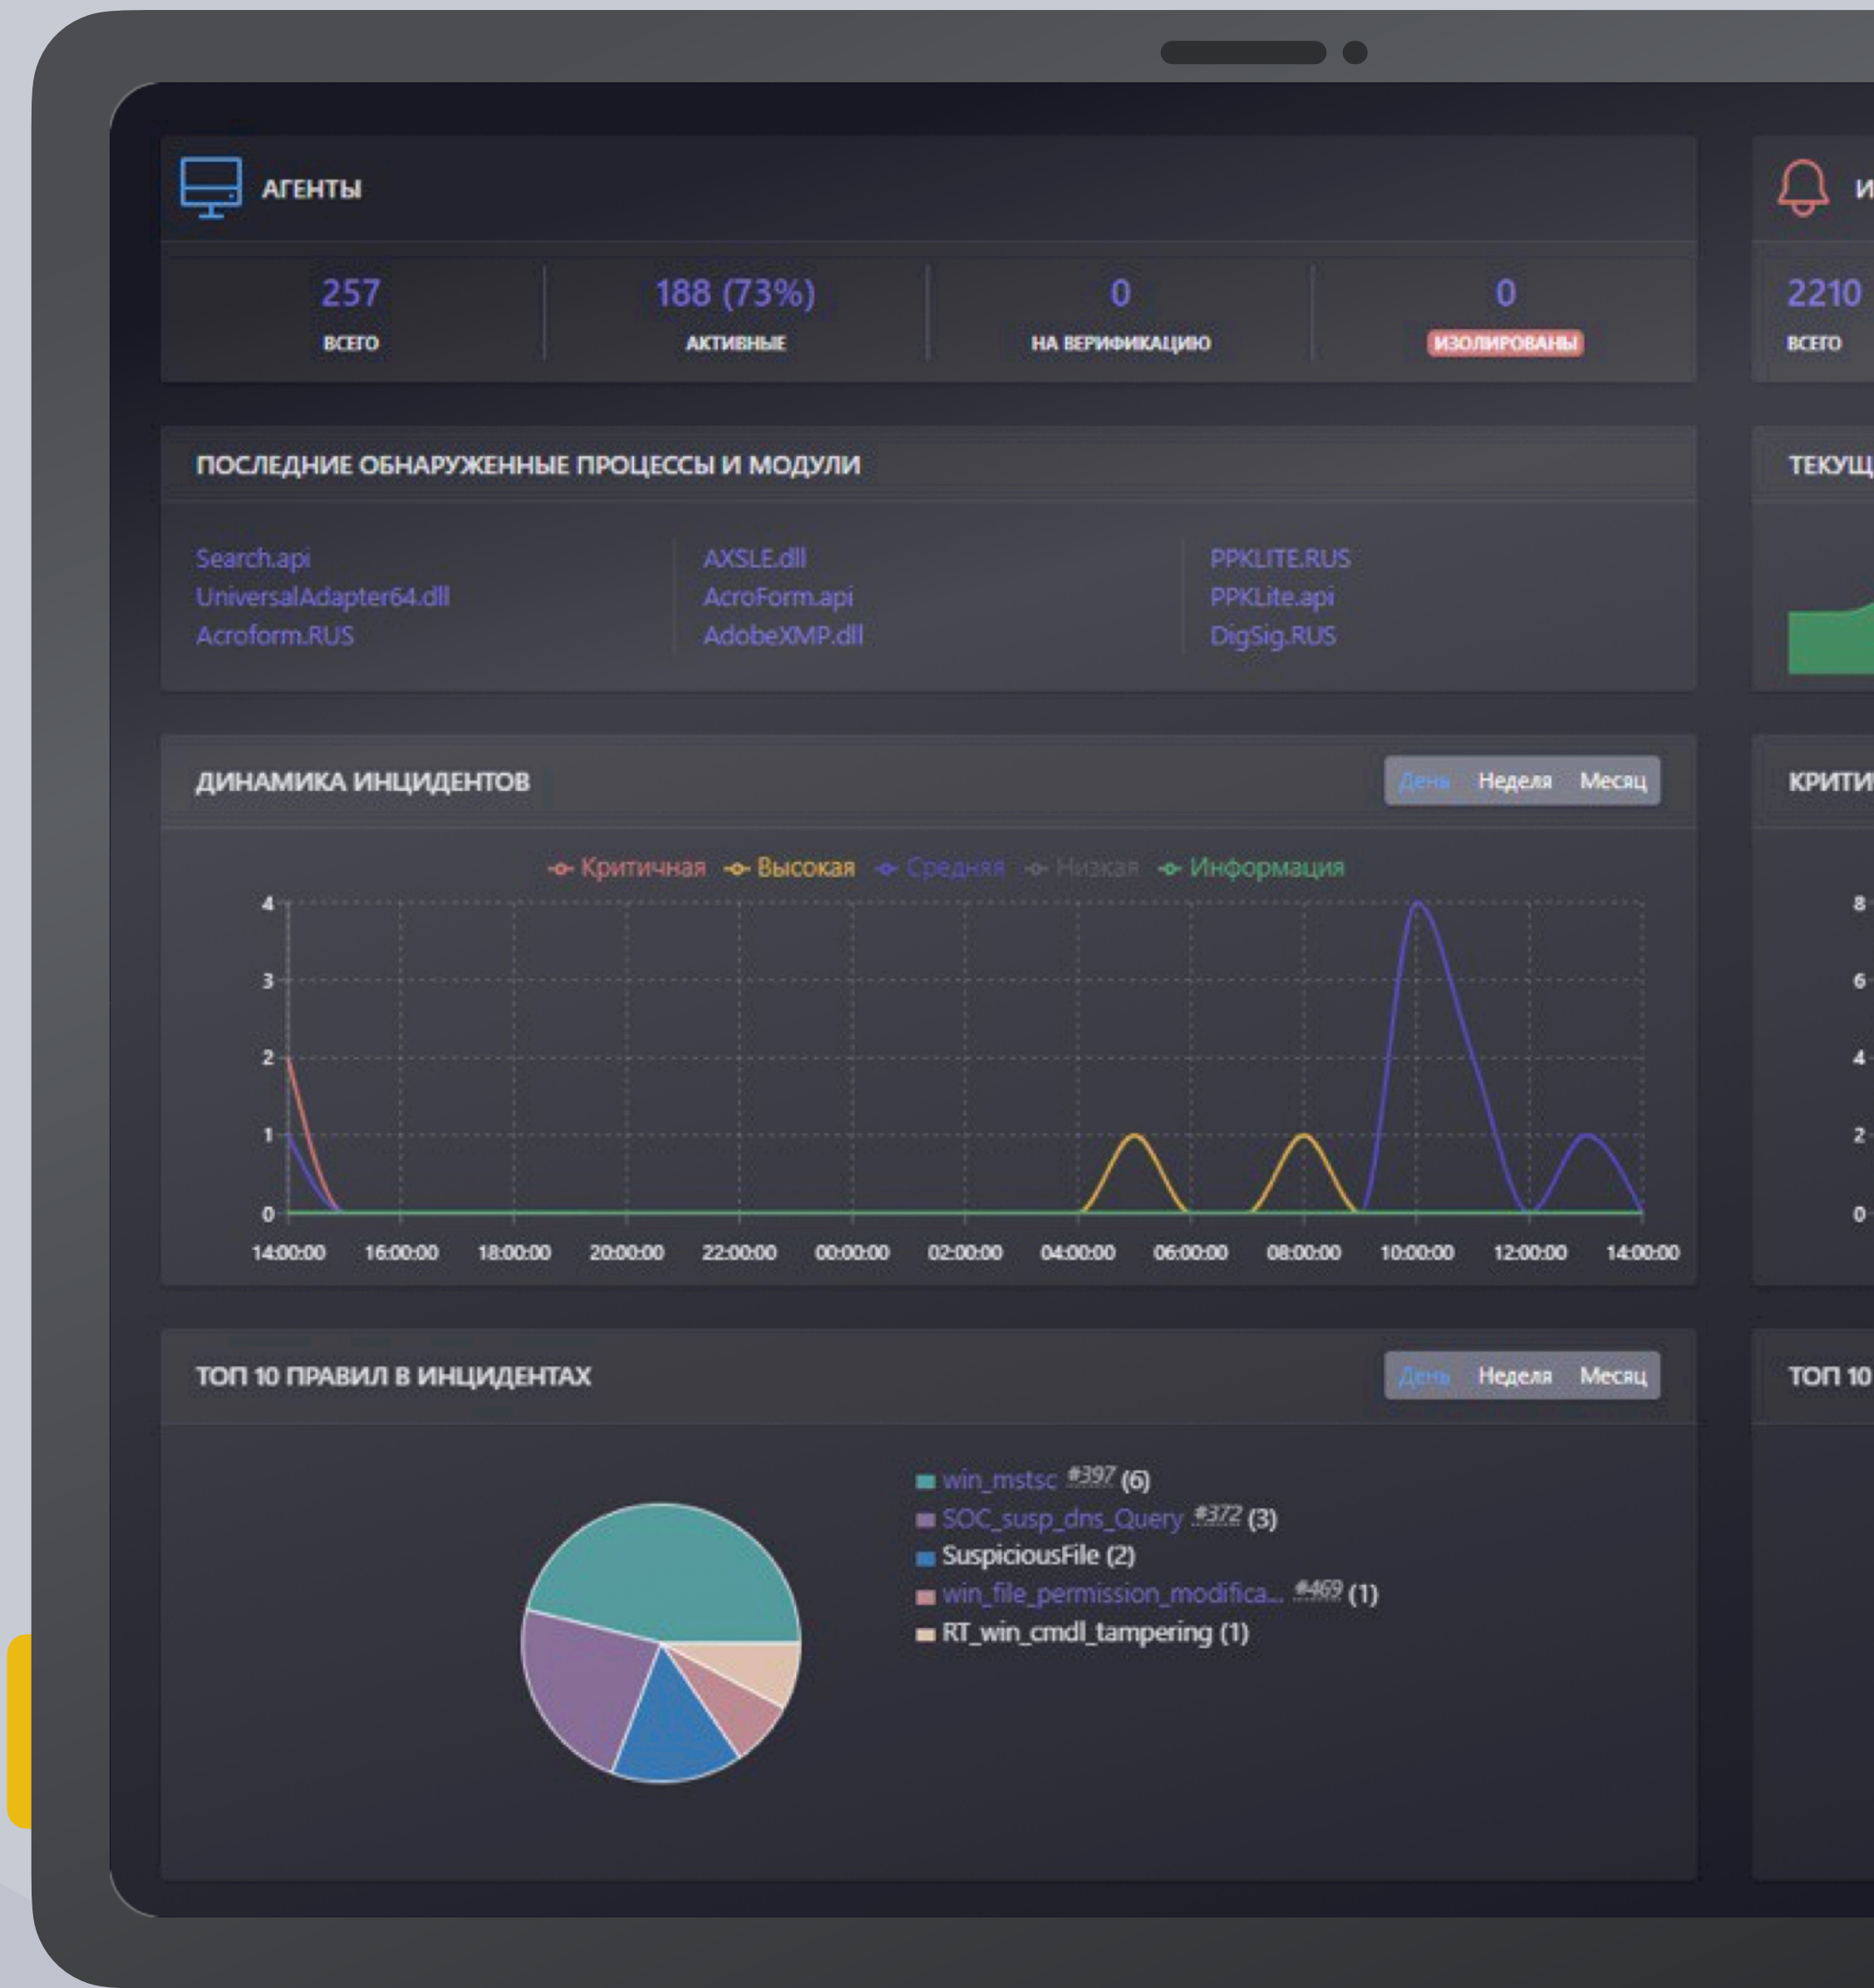 АГЕНТЫ
257
ВСЕГО
188 (73%)
АКТИВНЫЕ
0
НА ВЕРИФИКАЦИЮ
0
ИЗОЛИРОВАНЫ
И
2210
ВСЕГО
ПОСЛЕДНИЕ ОБНАРУЖЕННЫЕ ПРОЦЕССЫ И МОДУЛИ
Search.api
UniversalAdapter64.dll
Acroform.RUS
AXSLE.dll
AcroForm.api
AdobeXMP.dll
PPKLITE.RUS
PPKLite.api
DigSig.RUS
ТЕКУЩ
ДИНАМИКА ИНЦИДЕНТОВ
День Неделя Месяц
Критичная Высокая Средняя Низкая Информация
4
3
2
1
0
14:00:00 16:00:00 18:00:00 20:00:00 22:00:00 00:00:00 02:00:00 04:00:00 06:00:00 08:00:00 10:00:00 12:00:00 14:00:00
КРИТИ
8
6
4
2
0
ТОП 10 ПРАВИЛ В ИНЦИДЕНТАХ
День Неделя Месяц
win_mstsc #397 (6)
SOC_susp_dns_Query #372 (3)
SuspiciousFile (2)
win_file_permission_modifica... #469 (1)
RT_win_cmdl_tampering (1)
ТОП 10